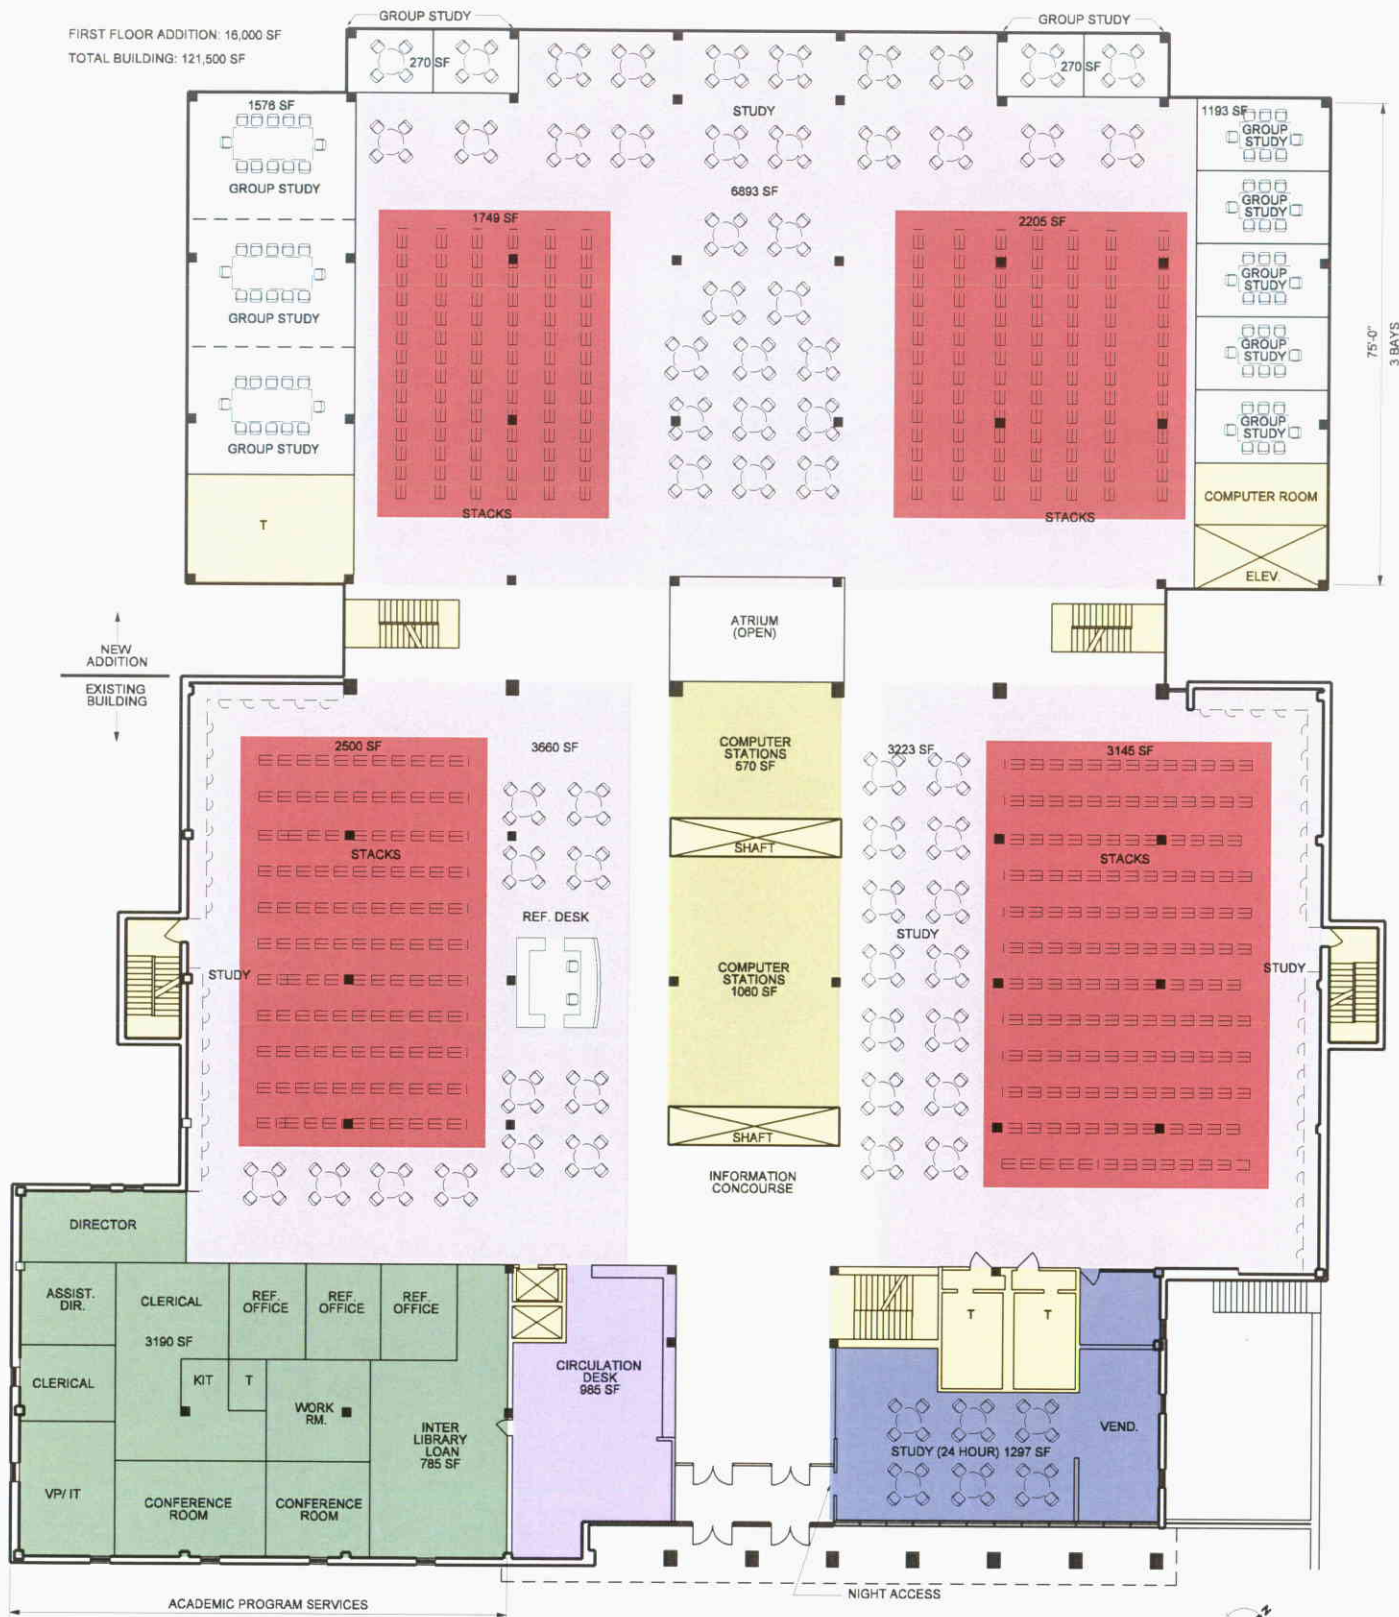 GROUP STUDY
GROUP STUDY
FIRST FLOOR ADDITION: 16,000 SF
TOTAL BUILDING: 121,500 SF
270 SF
270 SF
1576 SF
STUDY
1193 SF
GROUP
STUDY
GROUP STUDY
6893 SF
GROUP
STUDY
1749 SF
2205 SF
GROUP
STUDY
GROUP STUDY
GROUP
STUDY
75'-0"
3 BAYS
GROUP
STUDY
GROUP STUDY
COMPUTER ROOM
STACKS
STACKS
T
ELEV.
ATRIUM
(OPEN)
NEW
ADDITION
EXISTING
BUILDING
2500 SF
3660 SF
COMPUTER
STATIONS
570 SF
3223 SF
3145 SF
SHAFT
STACKS
STACKS
REF. DESK
STUDY
STUDY
COMPUTER
STATIONS
1060 SF
STUDY
SHAFT
INFORMATION
CONCOURSE
DIRECTOR
ASSIST.
DIR.
CLERICAL
REF.
OFFICE
REF.
OFFICE
REF.
OFFICE
3190 SF
T
T
CLERICAL
KIT
T
CIRCULATION
DESK
985 SF
WORK
RM.
INTER
LIBRARY
LOAN
785 SF
VEND.
STUDY (24 HOUR) 1297 SF
VP/ IT
CONFERENCE
ROOM
CONFERENCE
ROOM
NIGHT ACCESS
ACADEMIC PROGRAM SERVICES
N